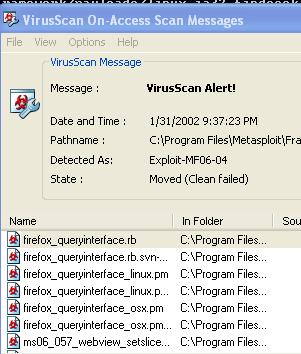 VirusScan On-Access Scan Messages
File View Options Help
VirusScan Message
Message : VirusScan Alert!
Date and Time : 1/31/2002 9:37:23 PM
Pathname : C:\Program Files\Metasploit\Fra
Detected As: Exploit-MF06-04
State : Moved (Clean failed)
Name In Folder Sou
firefox_queryinterface.rb C:\Program Files...
firefox_queryinterface.rb.svn-... C:\Program Files...
firefox_queryinterface_linux.pm C:\Program Files...
firefox_queryinterface_linux.p... C:\Program Files...
firefox_queryinterface_osx.pm C:\Program Files...
firefox_queryinterface_osx.pm... C:\Program Files...
ms06_057_webview_setslice... C:\Program Files...